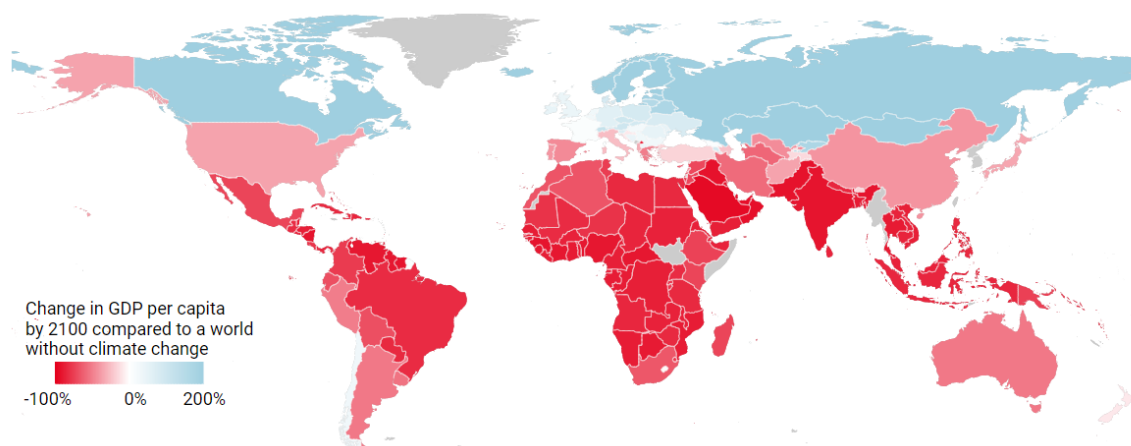 Change in GDP per capita
by 2100 compared to a world
without climate change
-100% 0% 200%